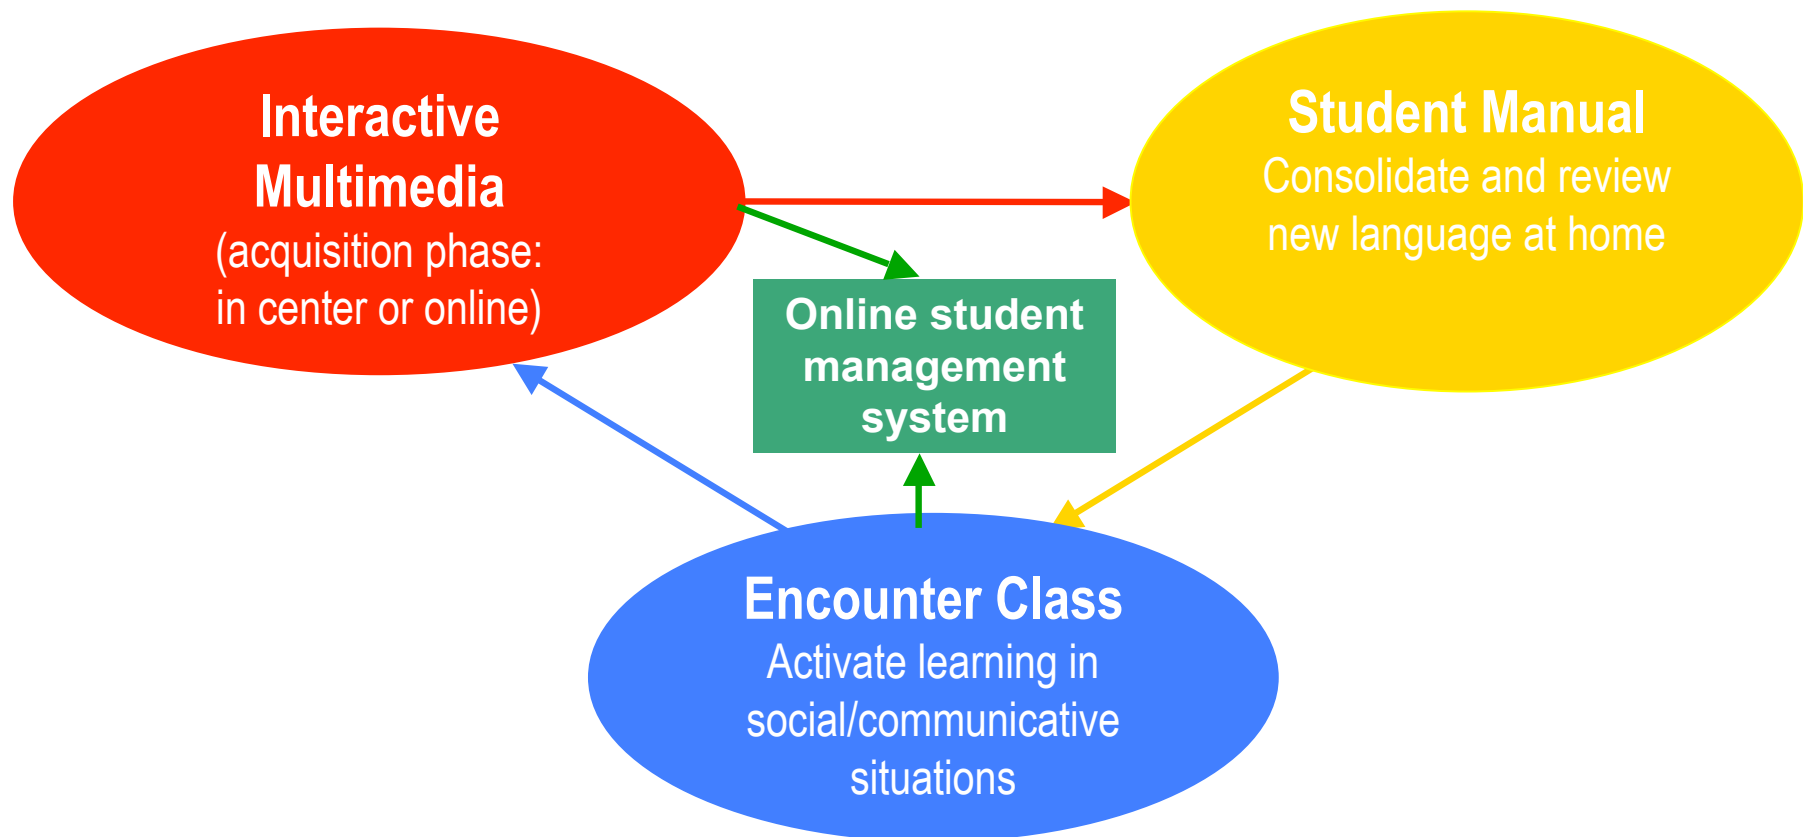 Interactive
Multimedia
(acquisition phase:
in center or online)
Student Manual
Consolidate and review
new language at home
Online student
management
system
Encounter Class
Activate learning in
social/communicative
situations